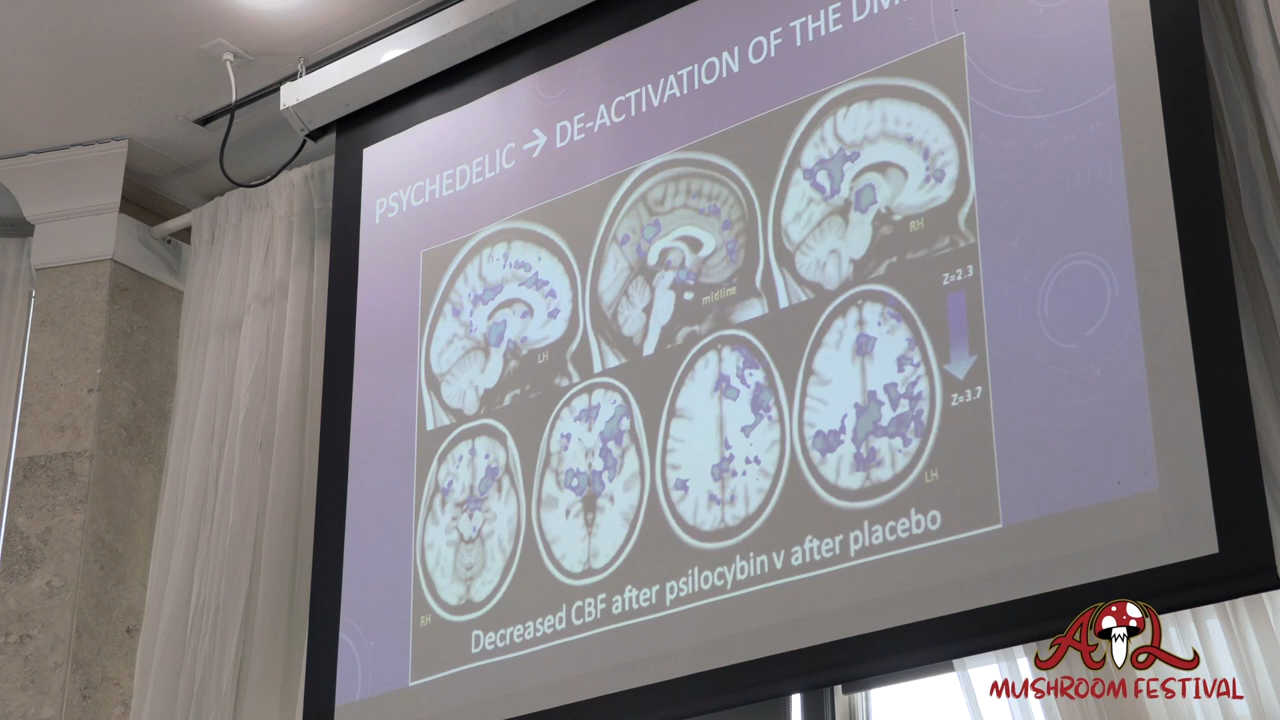 PSYCHEDELIC → DE-ACTIVATION OF THE
LH
midline
RH
Z=2.3
Z=3.7
RH
LH
Decreased CBF after psilocybin v after placebo
AL
MUSHROOM FESTIVAL